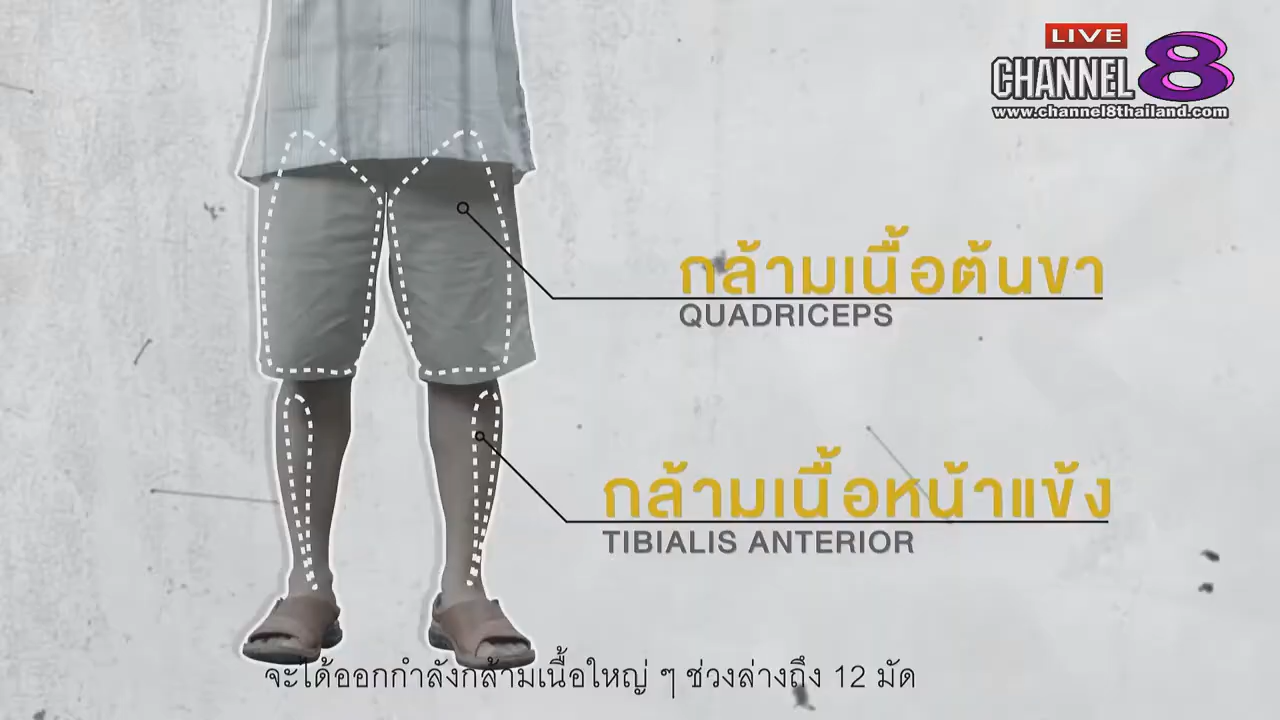 LIVE
CHANNEL 8
www.channel8thailand.com
กล้ามเนื้อต้นขา
QUADRICEPS
กล้ามเนื้อหน้าแข้ง
TIBIALIS ANTERIOR
จะได้ออกกำลังกล้ามเนื้อใหญ่ ๆ ช่วงล่างถึง 12 มัด